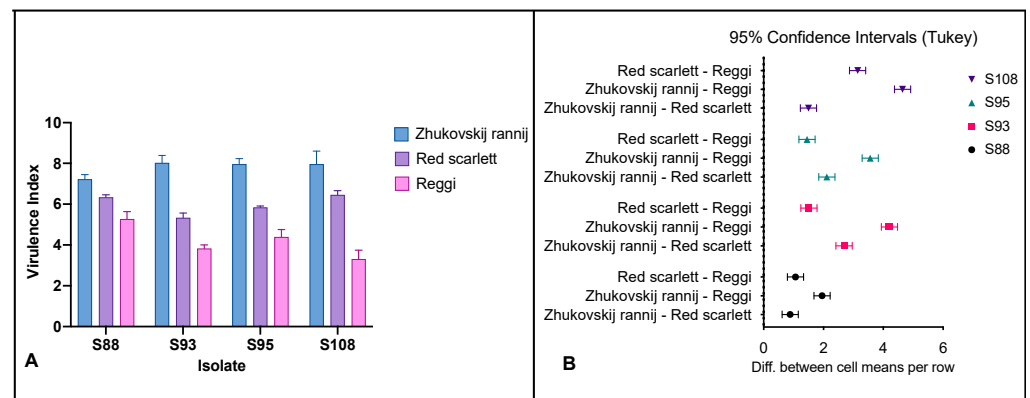 10
8
6
4
2
0
Virulence Index
S88
S93
S95
S108
Isolate
A
Zhukovskij rannij
Red scarlett
Reggi
95% Confidence Intervals (Tukey)
Red scarlett - Reggi
Zhukovskij rannij - Reggi
Zhukovskij rannij - Red scarlett
Red scarlett - Reggi
Zhukovskij rannij - Reggi
Zhukovskij rannij - Red scarlett
Red scarlett - Reggi
Zhukovskij rannij - Reggi
Zhukovskij rannij - Red scarlett
Red scarlett - Reggi
Zhukovskij rannij - Reggi
Zhukovskij rannij - Red scarlett
0
2
4
6
Diff. between cell means per row
B
S108
S95
S93
S88